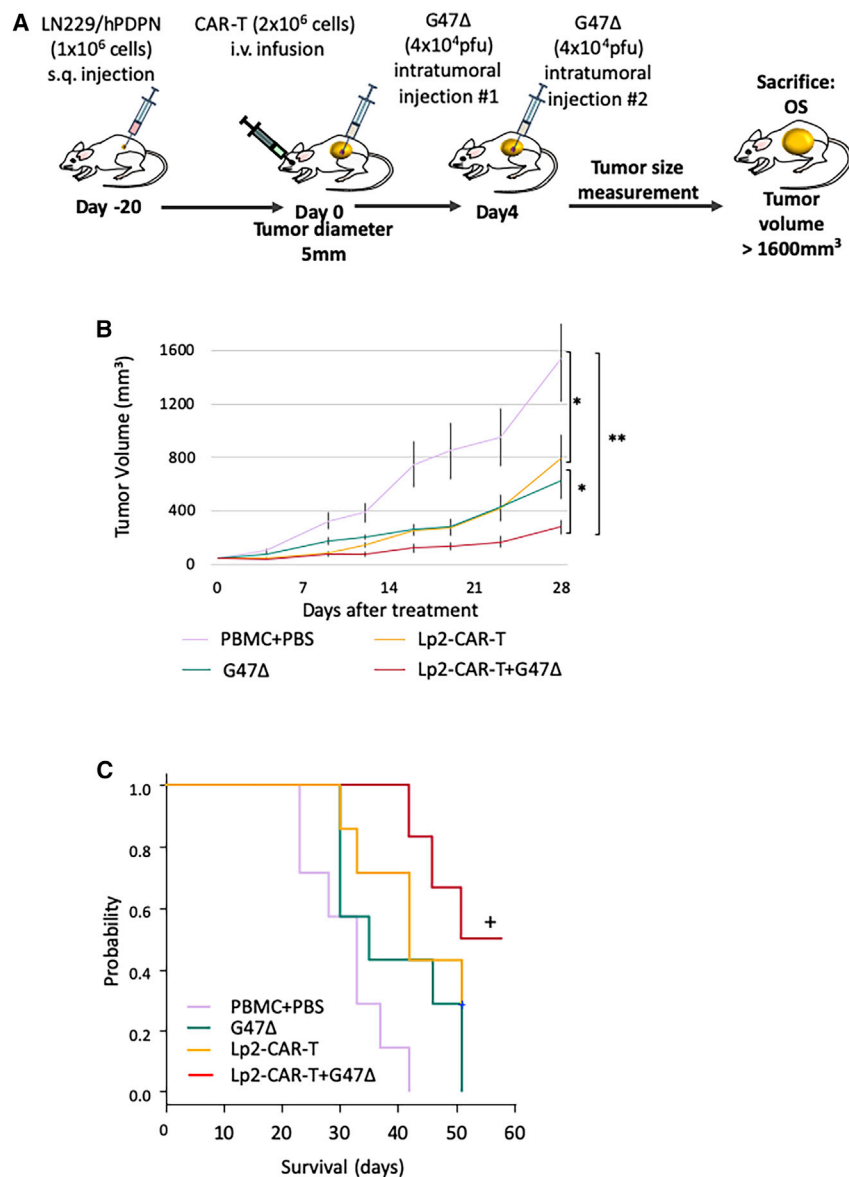 A
LN229/hPDPN
(1x10⁶ cells)
s.q. injection
CAR-T (2x10⁶ cells)
i.v. infusion
G47Δ
(4x10⁴pfu)
intratumoral
injection #1
G47Δ
(4x10⁴pfu)
intratumoral
injection #2
Sacrifice:
OS
Day -20
Day 0
Tumor diameter
5mm
Day4
Tumor size
measurement
Tumor
volume
> 1600mm³
B
Tumor Volume (mm³)
1600
1200
800
400
0
*
*
**
0 7 14 21 28
Days after treatment
PBMC+PBS
Lp2-CAR-T
G47Δ
Lp2-CAR-T+G47Δ
C
Probability
1.0
0.8
0.6
0.4
0.2
0.0
+
+
PBMC+PBS
G47Δ
Lp2-CAR-T
Lp2-CAR-T+G47Δ
0 10 20 30 40 50 60
Survival (days)